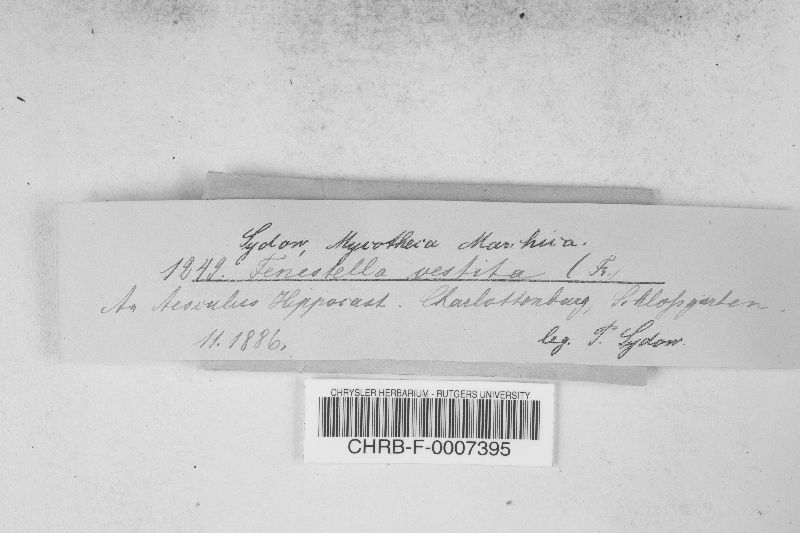 Sydow, Mycotheca Marchica.
1249. Fenestella vestita (Fr.)
An Aesculus Hippocast. Charlottenburg, Schloßgarten.
11. 1886.
leg. P. Sydow.
CHRYSLER HERBARIUM - RUTGERS UNIVERSITY
CHRB-F-0007395